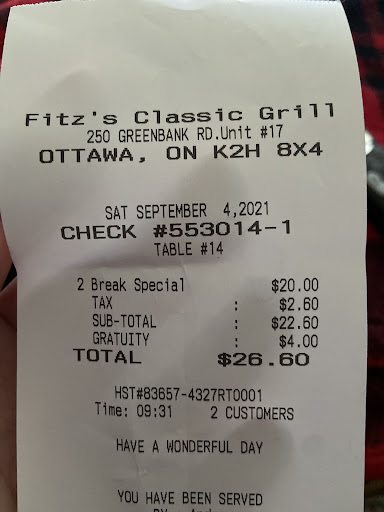 Fitz's Classic Grill
250 GREENBANK RD.Unit #17
OTTAWA, ON K2H 8X4
SAT SEPTEMBER 4,2021
CHECK #553014-1
TABLE #14
2 Break Special $20.00
TAX : $2.60
SUB-TOTAL : $22.60
GRATUITY : $4.00
TOTAL $26.60
HST#83657-4327RT0001
Time: 09:31 2 CUSTOMERS
HAVE A WONDERFUL DAY
YOU HAVE BEEN SERVED